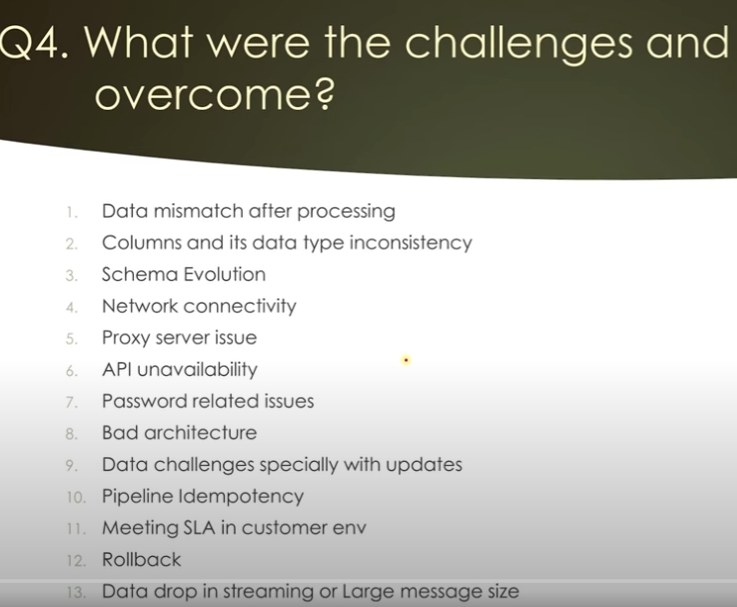 Q4. What were the challenges and
overcome?
1. Data mismatch after processing
2. Columns and its data type inconsistency
3. Schema Evolution
4. Network connectivity
5. Proxy server issue
6. API unavailability
7. Password related issues
8. Bad architecture
9. Data challenges specially with updates
10. Pipeline Idempotency
11. Meeting SLA in customer env
12. Rollback
13. Data drop in streaming or Large message size